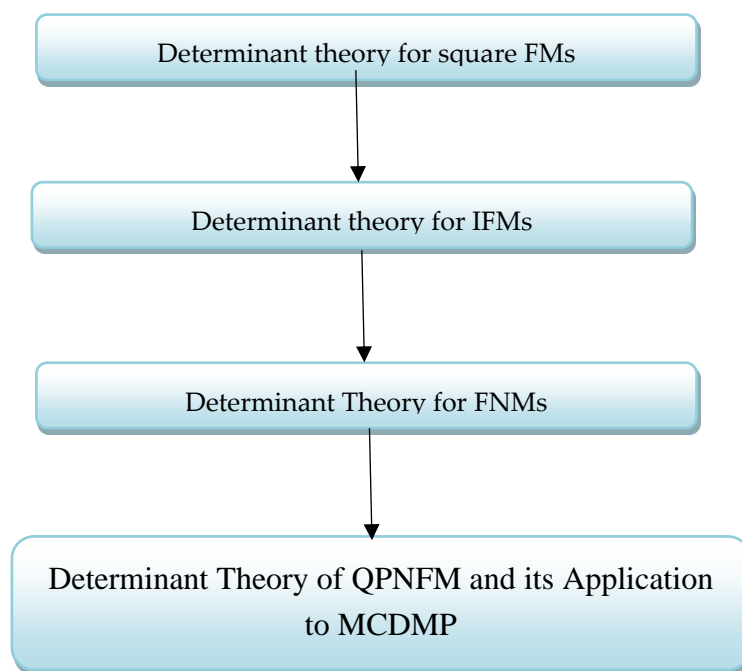 Determinant theory for square FMs
Determinant theory for IFMs
Determinant Theory for FNMs
Determinant Theory of QPNFM and its Application
to MCDMP